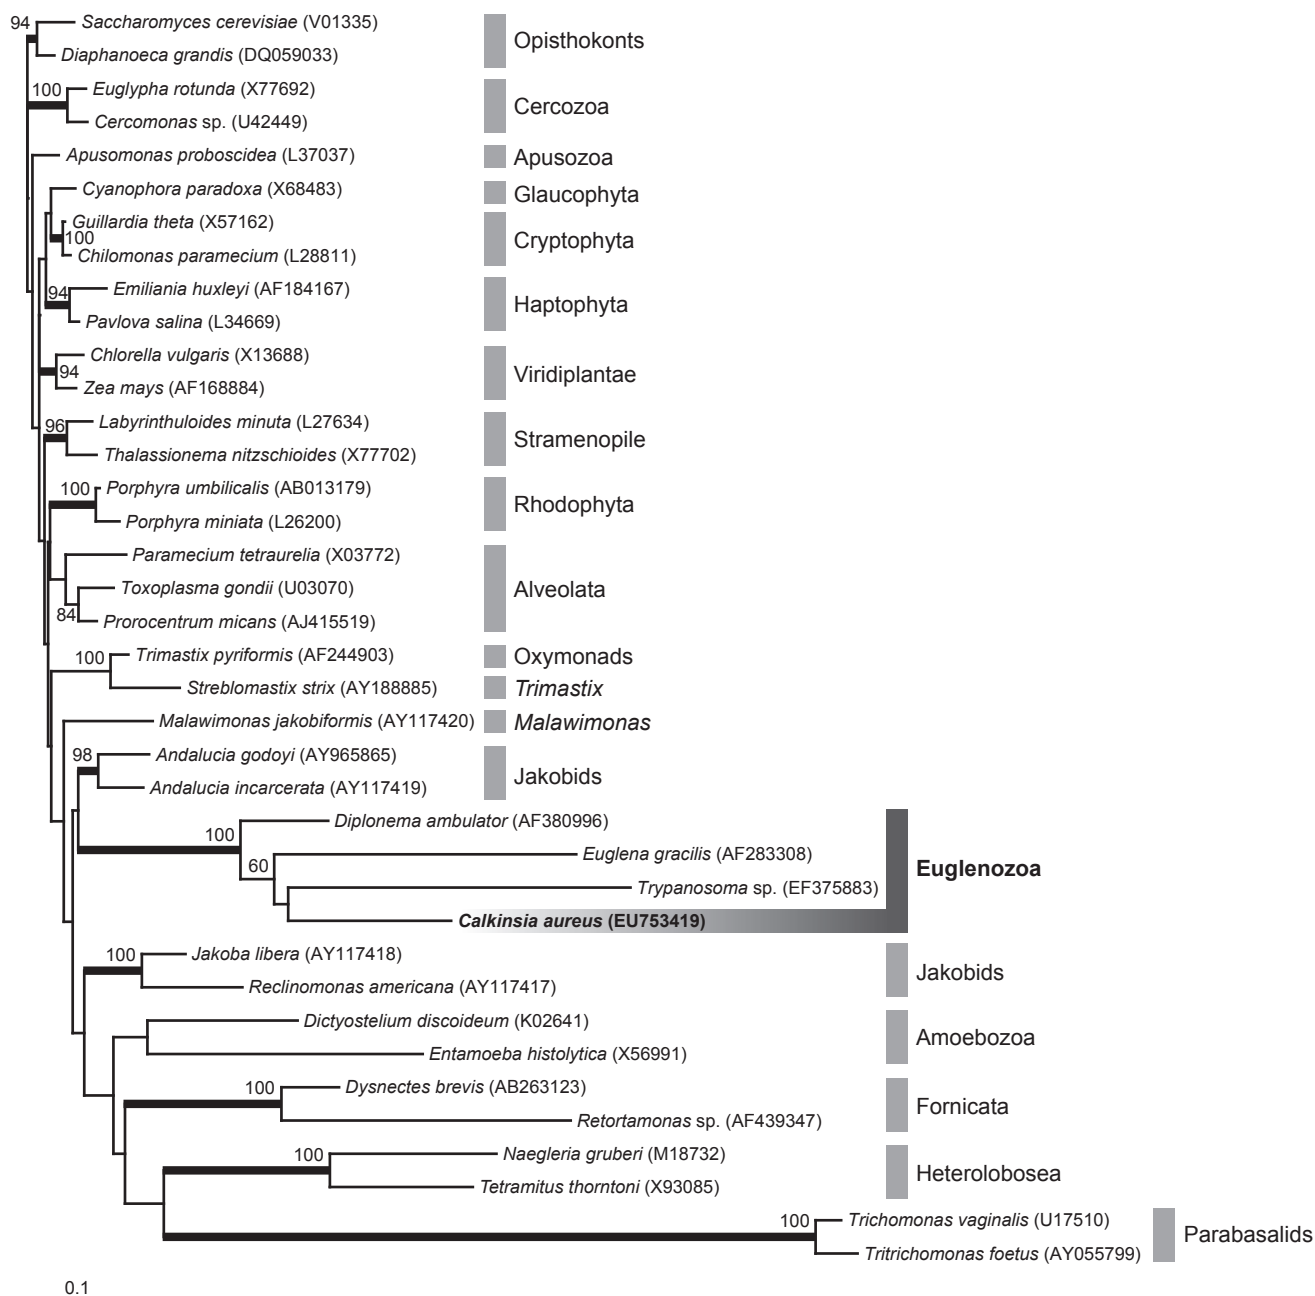 94
Saccharomyces cerevisiae (V01335)
Diaphanoeca grandis (DQ059033)
Opisthokonts
100
Euglypha rotunda (X77692)
Cercomonas sp. (U42449)
Cercozoa
Apusomonas proboscidea (L37037)
Apusozoa
Cyanophora paradoxa (X68483)
Glaucophyta
Guillardia theta (X57162)
100
Chilomonas paramecium (L28811)
Cryptophyta
94
Emiliania huxleyi (AF184167)
Pavlova salina (L34669)
Haptophyta
Chlorella vulgaris (X13688)
94
Zea mays (AF168884)
Viridiplantae
96
Labyrinthuloides minuta (L27634)
Thalassionema nitzschioides (X77702)
Stramenopile
100
Porphyra umbilicalis (AB013179)
Porphyra miniata (L26200)
Rhodophyta
Paramecium tetraurelia (X03772)
Toxoplasma gondii (U03070)
84
Prorocentrum micans (AJ415519)
Alveolata
100
Trimastix pyriformis (AF244903)
Oxymonads
Streblomastix strix (AY188885)
Trimastix
Malawimonas jakobiformis (AY117420)
Malawimonas
98
Andalucia godoyi (AY965865)
Andalucia incarcerata (AY117419)
Jakobids
100
Diplonema ambulator (AF380996)
60
Euglena gracilis (AF283308)
Trypanosoma sp. (EF375883)
Calkinsia aureus (EU753419)
Euglenozoa
100
Jakoba libera (AY117418)
Reclinomonas americana (AY117417)
Jakobids
Dictyostelium discoideum (K02641)
Entamoeba histolytica (X56991)
Amoebozoa
100
Dysnectes brevis (AB263123)
Retortamonas sp. (AF439347)
Fornicata
100
Naegleria gruberi (M18732)
Tetramitus thorntoni (X93085)
Heterolobosea
100
Trichomonas vaginalis (U17510)
Tritrichomonas foetus (AY055799)
Parabasalids
0.1